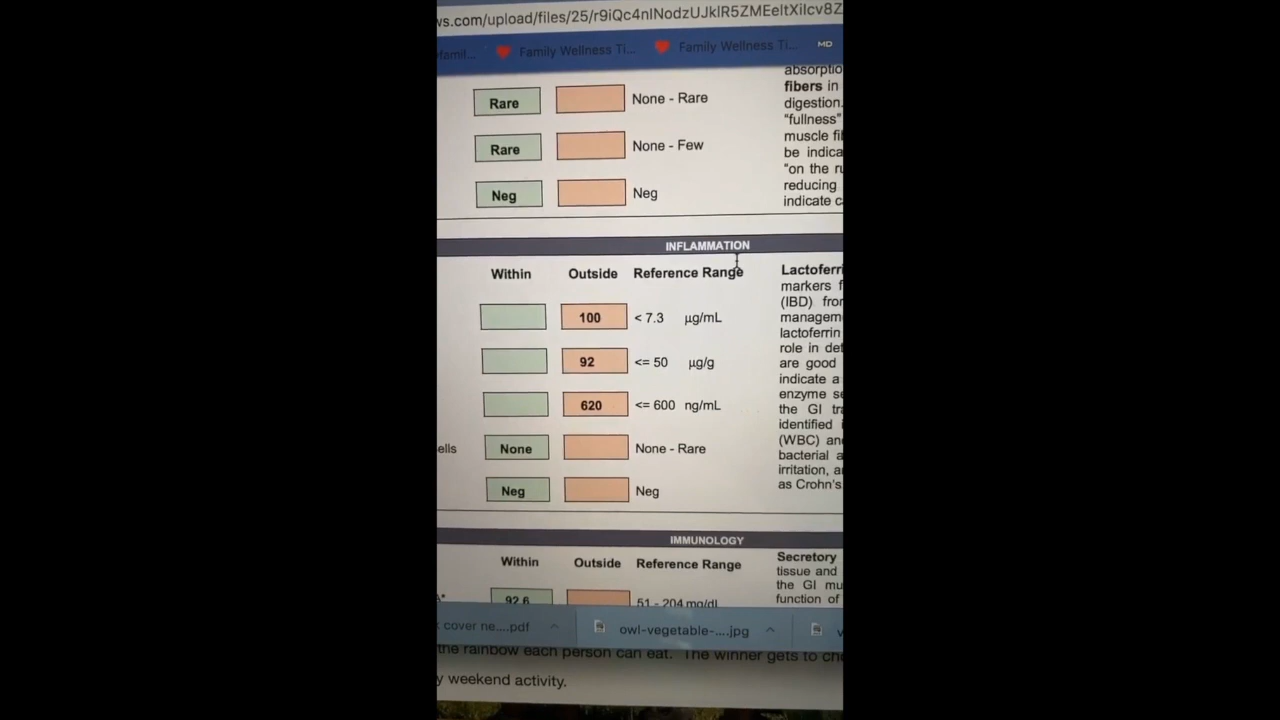 ws.com/upload/files/25/r9iQc4nlNodzUJklR5ZMEeltXilcv8Z
Family Wellness Ti... Family Wellness Ti... MD
absorptio
Rare None - Rare fibers in
digestion.
"fullness"
muscle fi
Rare None - Few be indica
"on the ru
reducing
Neg Neg indicate c
INFLAMMATION
Within Outside Reference Range Lactoferri
markers f
(IBD) fror
100 < 7.3 µg/mL managem
lactoferrin
role in det
92 <= 50 µg/g are good
indicate a
enzyme se
620 <= 600 ng/mL the GI tra
identified i
(WBC) and
ells None None - Rare bacterial a
irritation, a
Neg Neg as Crohn's
IMMUNOLOGY
Within Outside Reference Range Secretory
tissue and
the GI mu
A* 92.6 51 - 204 mg/dl function of
cover ne....pdf owl-vegetable-....jpg v
the rainbow each person can eat. The winner gets to ch
y weekend activity.